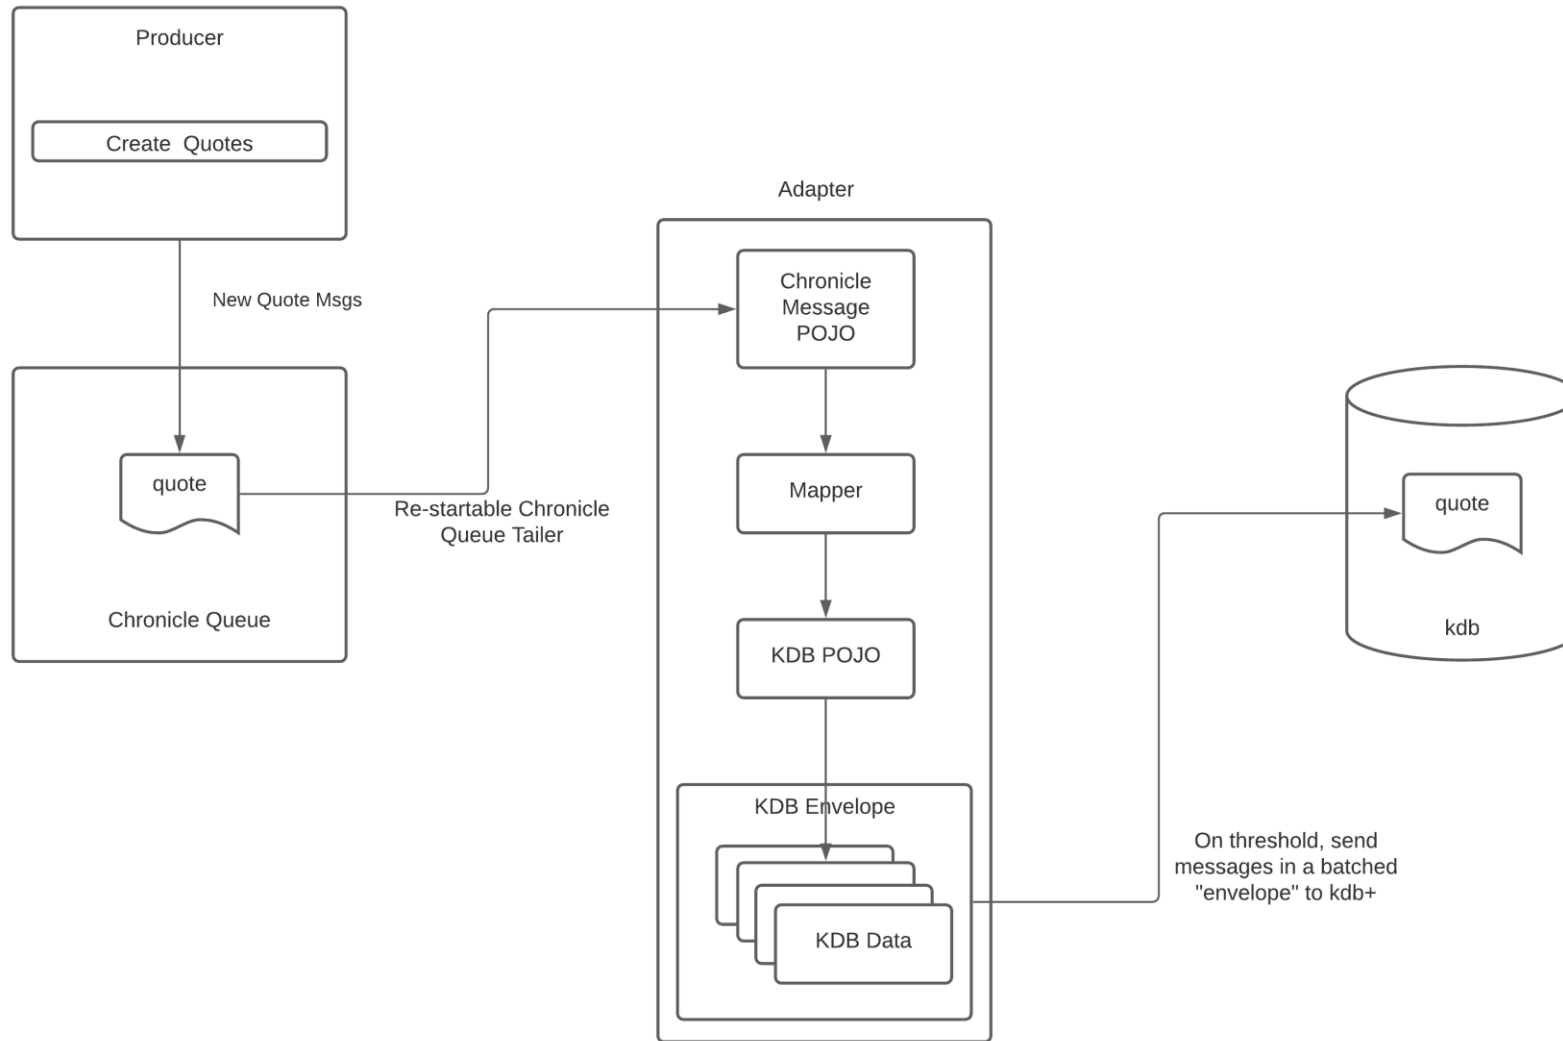 Producer
Create Quotes
New Quote Msgs
quote
Chronicle Queue
Re-startable Chronicle
Queue Tailer
Adapter
Chronicle
Message
POJO
Mapper
KDB POJO
KDB Envelope
KDB Data
On threshold, send
messages in a batched
"envelope" to kdb+
quote
kdb